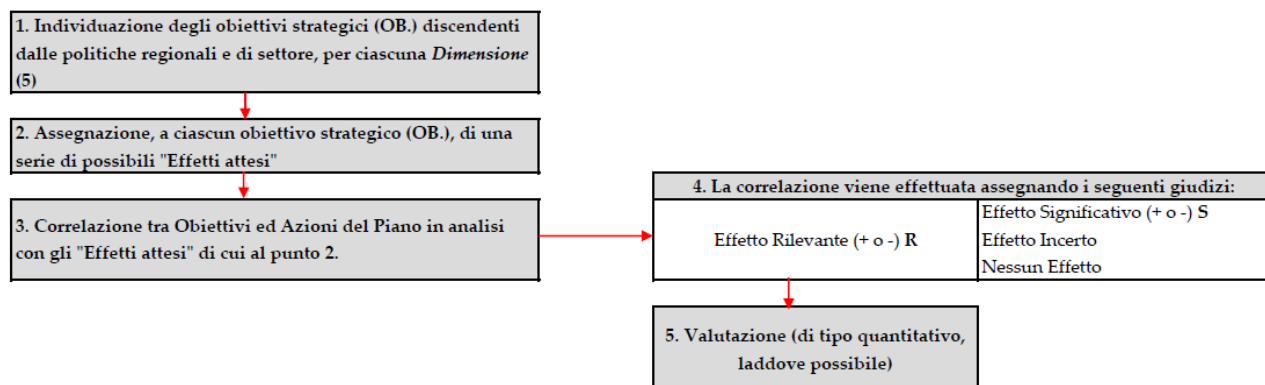 1. Individuazione degli obiettivi strategici (OB.) discendenti
dalle politiche regionali e di settore, per ciascuna Dimensione
(5)
2. Assegnazione, a ciascun obiettivo strategico (OB.), di una
serie di possibili "Effetti attesi"
3. Correlazione tra Obiettivi ed Azioni del Piano in analisi
con gli "Effetti attesi" di cui al punto 2.
4. La correlazione viene effettuata assegnando i seguenti giudizi:
Effetto Rilevante (+ o -) R
Effetto Significativo (+ o -) S
Effetto Incerto
Nessun Effetto
5. Valutazione (di tipo quantitativo,
laddove possibile)